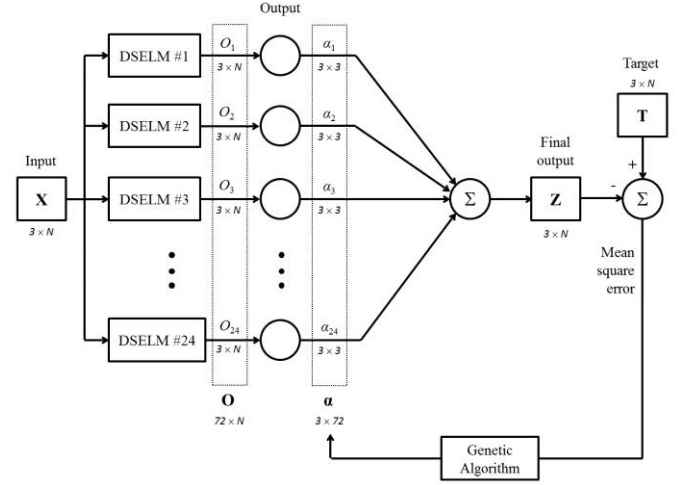 Output
DSELM #1
O₁
3 × N
α₁
3 × 3
Target
3 × N
T
DSELM #2
O₂
3 × N
α₂
3 × 3
Input
X
3 × N
DSELM #3
O₃
3 × N
α₃
3 × 3
Σ
Final
output
Z
3 × N
+
-
Σ
Mean
square
error
DSELM #24
O₂₄
3 × N
α₂₄
3 × 3
O
72 × N
α
3 × 72
Genetic
Algorithm